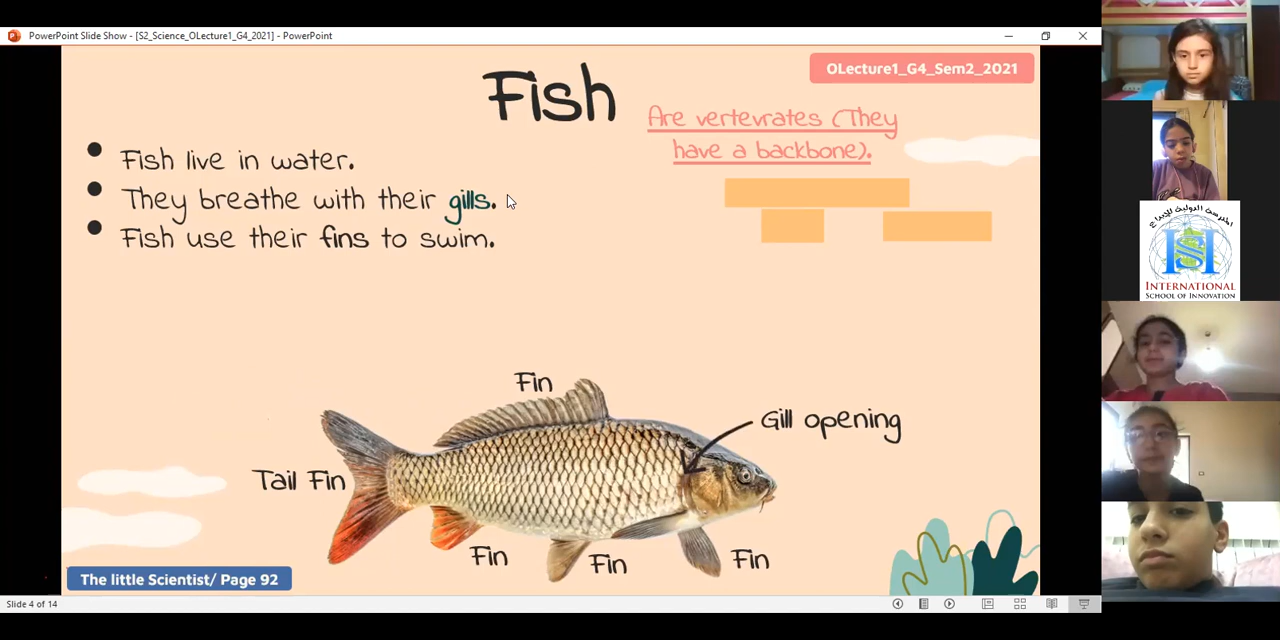 PowerPoint Slide Show - [S2_Science_OLecture1_G4_2021] - PowerPoint
OLecture1_G4_Sem2_2021
Fish
Are vertevrates (They
have a backbone).
Fish live in water.
They breathe with their gills.
Fish use their fins to swim.
Fin
Gill opening
Tail Fin
Fin
Fin
Fin
The little Scientist/ Page 92
Slide 4 of 14
INTERNATIONAL
SCHOOL OF INNOVATION